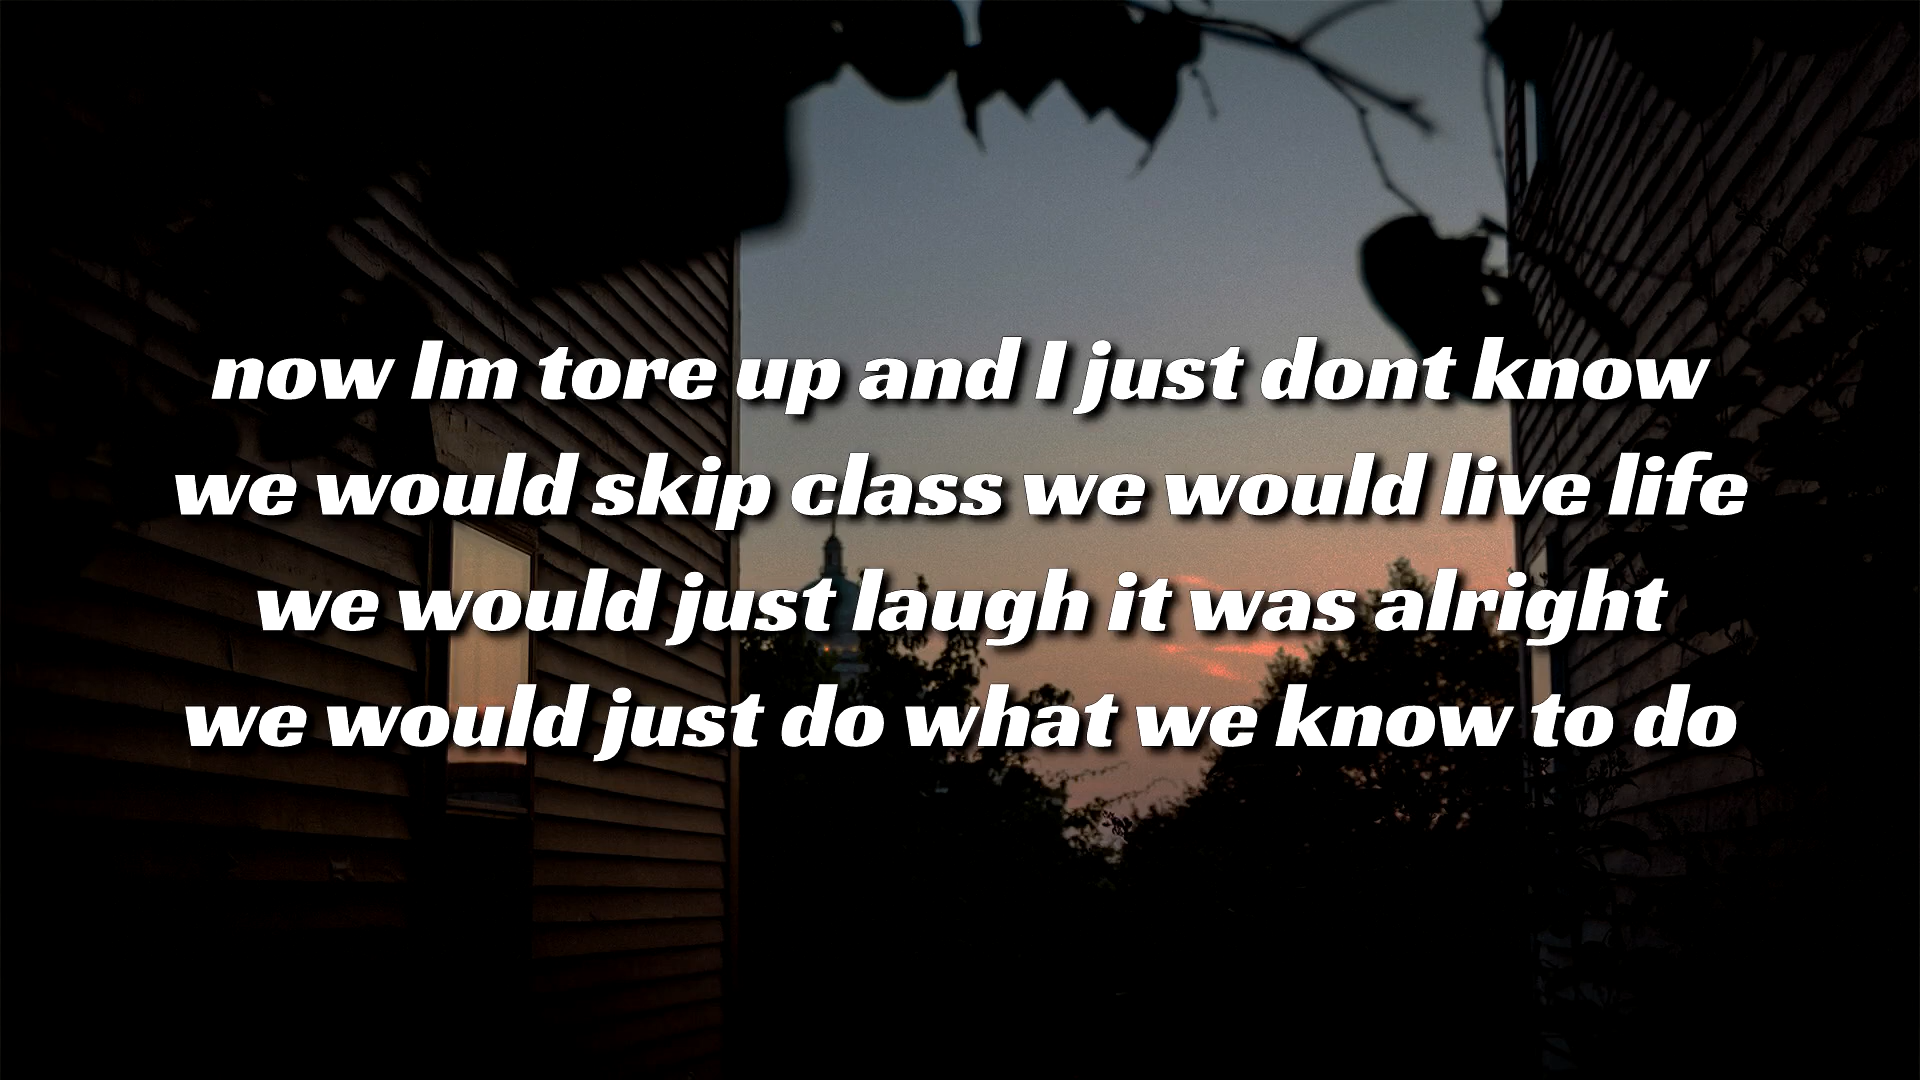 now Im tore up and I just dont know
we would skip class we would live life
we would just laugh it was alright
we would just do what we know to do